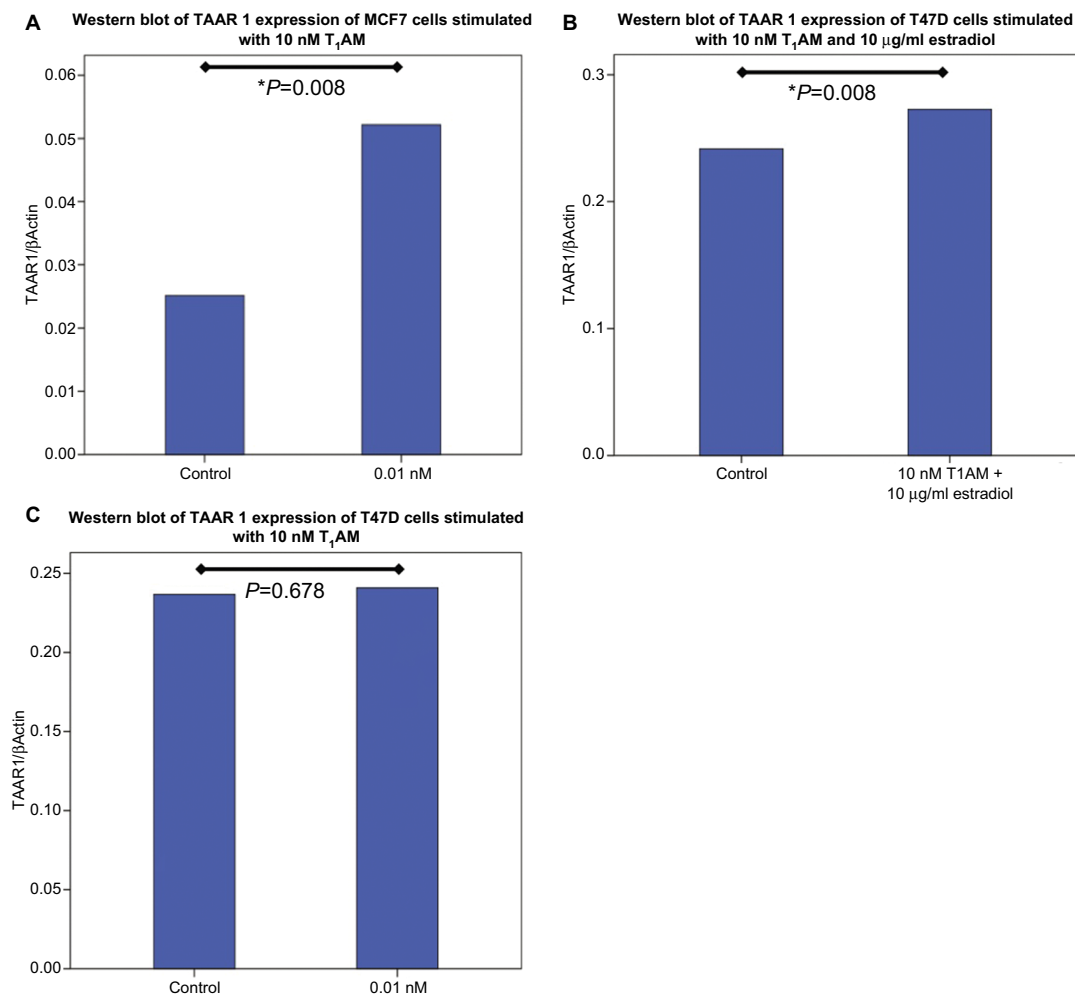 A
Western blot of TAAR 1 expression of MCF7 cells stimulated
with 10 nM T₁AM
0.06
0.05
0.04
0.03
0.02
0.01
0.00
TAAR1/βActin
*P=0.008
Control
0.01 nM
B
Western blot of TAAR 1 expression of T47D cells stimulated
with 10 nM T₁AM and 10 μg/ml estradiol
0.3
0.2
0.1
0.0
TAAR1/βActin
*P=0.008
Control
10 nM T1AM +
10 μg/ml estradiol
C
Western blot of TAAR 1 expression of T47D cells stimulated
with 10 nM T₁AM
0.25
0.20
0.15
0.10
0.05
0.00
TAAR1/βActin
P=0.678
Control
0.01 nM